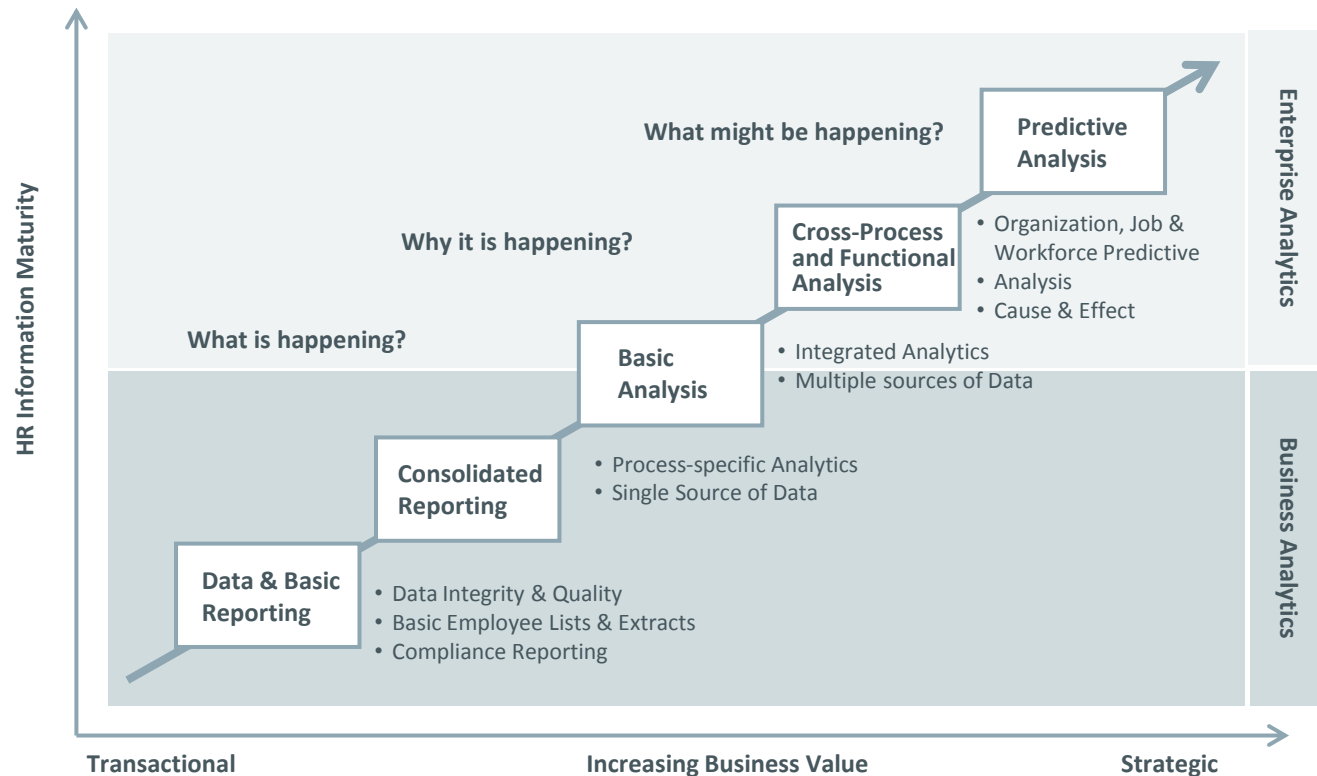 HR Information Maturity
What might be happening?
Predictive
Analysis
Enterprise Analytics
Why it is happening?
Cross-Process
and Functional
Analysis
• Organization, Job &
Workforce Predictive
• Analysis
• Cause & Effect
What is happening?
Basic
Analysis
• Integrated Analytics
• Multiple sources of Data
Consolidated
Reporting
• Process-specific Analytics
• Single Source of Data
Business Analytics
Data & Basic
Reporting
• Data Integrity & Quality
• Basic Employee Lists & Extracts
• Compliance Reporting
Transactional
Increasing Business Value
Strategic